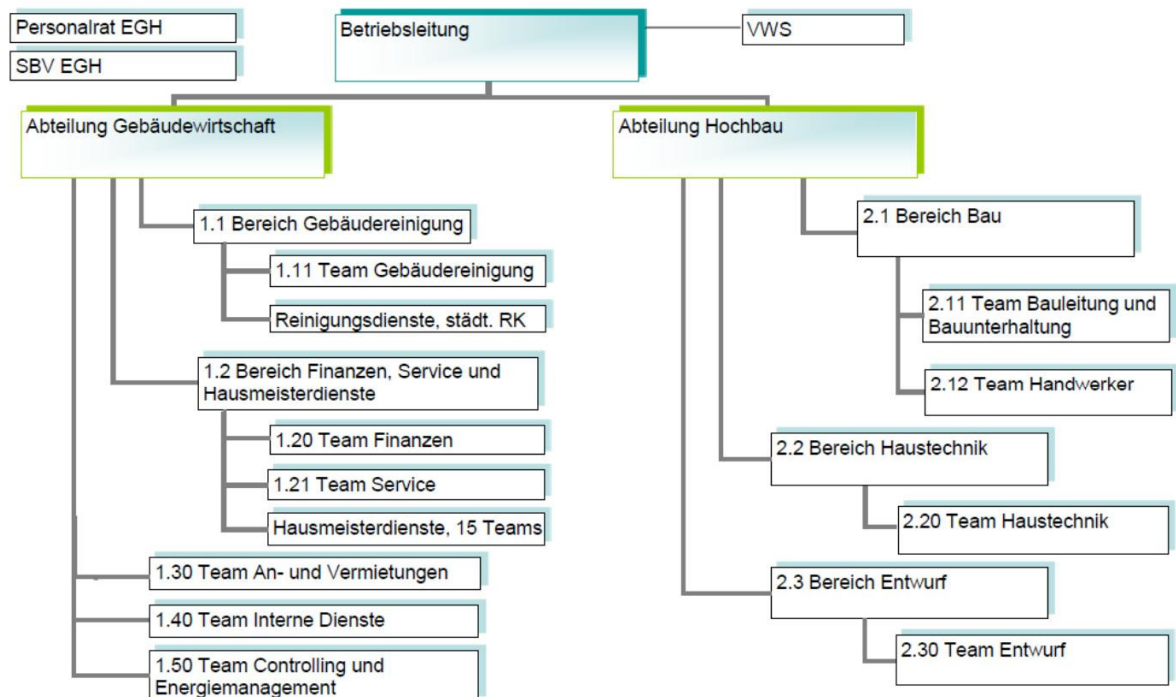 Personalrat EGH
SBV EGH
Betriebsleitung
VWS
Abteilung Gebäudewirtschaft
1.1 Bereich Gebäudereinigung
1.11 Team Gebäudereinigung
Reinigungsdienste, städt. RK
1.2 Bereich Finanzen, Service und
Hausmeisterdienste
1.20 Team Finanzen
1.21 Team Service
Hausmeisterdienste, 15 Teams
1.30 Team An- und Vermietungen
1.40 Team Interne Dienste
1.50 Team Controlling und
Energiemanagement
Abteilung Hochbau
2.1 Bereich Bau
2.11 Team Bauleitung und
Bauunterhaltung
2.12 Team Handwerker
2.2 Bereich Haustechnik
2.20 Team Haustechnik
2.3 Bereich Entwurf
2.30 Team Entwurf